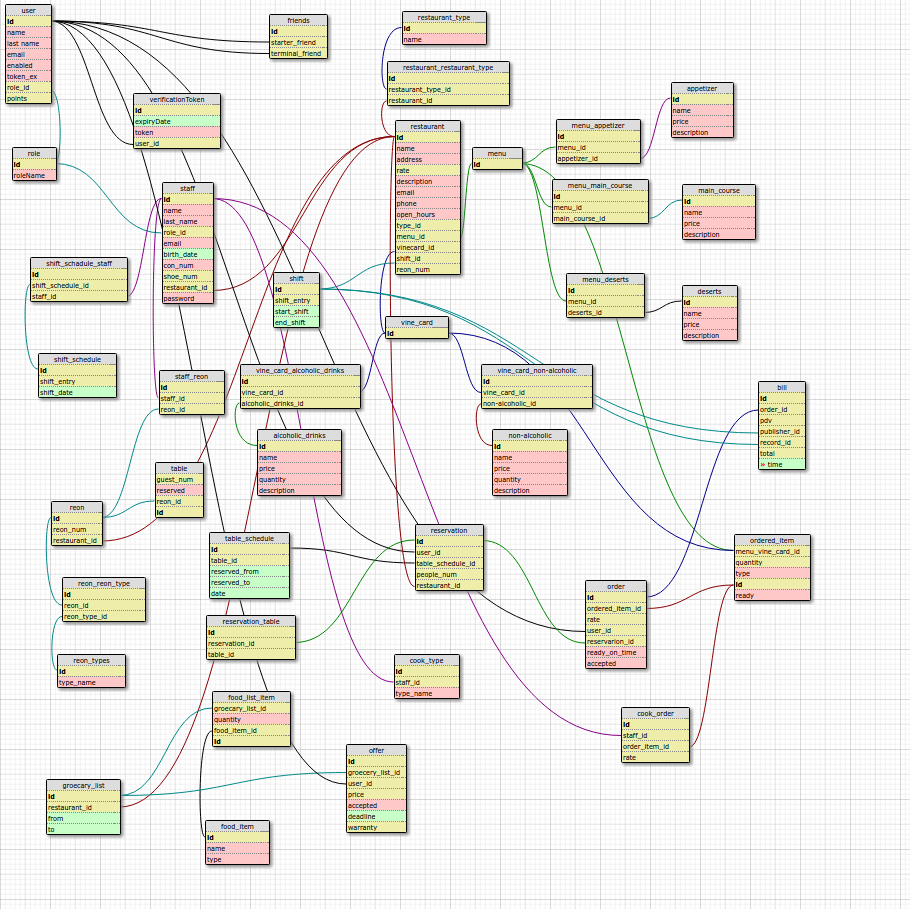 user
Id
name
last name
email
enabled
token_ex
role_id
points
friends
Id
starter_friend
terminal_friend
restaurant_type
Id
name
restaurant_restaurant_type
Id
restaurant_type_id
restaurant_id
verificationToken
Id
expiryDate
token
user_id
appetizer
Id
name
price
description
restaurant
Id
name
address
rate
description
email
phone
open_hours
type_id
menu_id
vinecard_id
shift_id
reon_num
menu
Id
menu_appetizer
Id
menu_id
appetizer_id
role
Id
roleName
staff
Id
name
last_name
role_id
email
birth_date
con_num
shoe_num
restaurant_id
password
menu_main_course
Id
menu_id
main_course_id
main_course
Id
name
price
description
shift_schadule_staff
Id
shift_schedule_id
staff_id
shift
Id
shift_entry
start_shift
end_shift
menu_deserts
Id
menu_id
deserts_id
deserts
Id
name
price
description
vine_card
Id
shift_schedule
Id
shift_entry
shift_date
staff_reon
Id
staff_id
reon_id
vine_card_alcoholic_drinks
Id
vine_card_id
alcoholic_drinks_id
vine_card_non-alcoholic
Id
vine_card_id
non-alcoholic_id
bill
Id
order_id
pdv
publisher_id
record_id
total
» time
alcoholic_drinks
Id
name
price
quantity
description
non-alcoholic
Id
name
price
quantity
description
table
guest_num
reserved
reon_id
Id
reon
Id
reon_num
restaurant_id
table_schedule
Id
table_id
reserved_from
reserved_to
date
reservation
Id
user_id
table_schedule_id
people_num
restaurant_id
ordered_item
menu_vine_card_id
quantity
type
Id
ready
reon_reon_type
Id
reon_id
reon_type_id
order
Id
ordered_item_id
rate
user_id
reservarion_id
ready_on_time
accepted
reservation_table
Id
reservation_id
table_id
reon_types
Id
type_name
cook_type
Id
staff_id
type_name
food_list_item
groecary_list_id
quantity
food_item_id
Id
cook_order
Id
staff_id
order_item_id
rate
offer
Id
groecery_list_id
user_id
price
accepted
deadline
warranty
groecary_list
Id
restaurant_id
from
to
food_item
Id
name
type